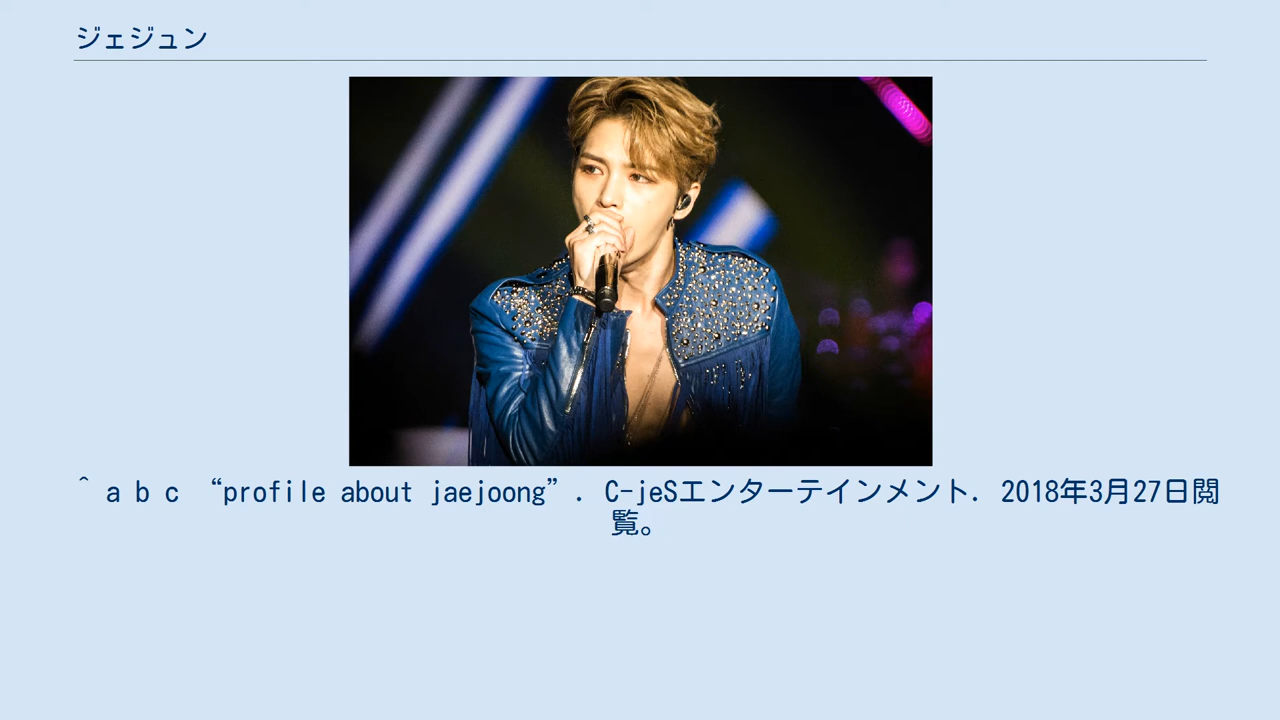 ジェジュン
^ a b c “profile about jaejoong”. C-jeSエンターテインメント. 2018年3月27日閲
覧。